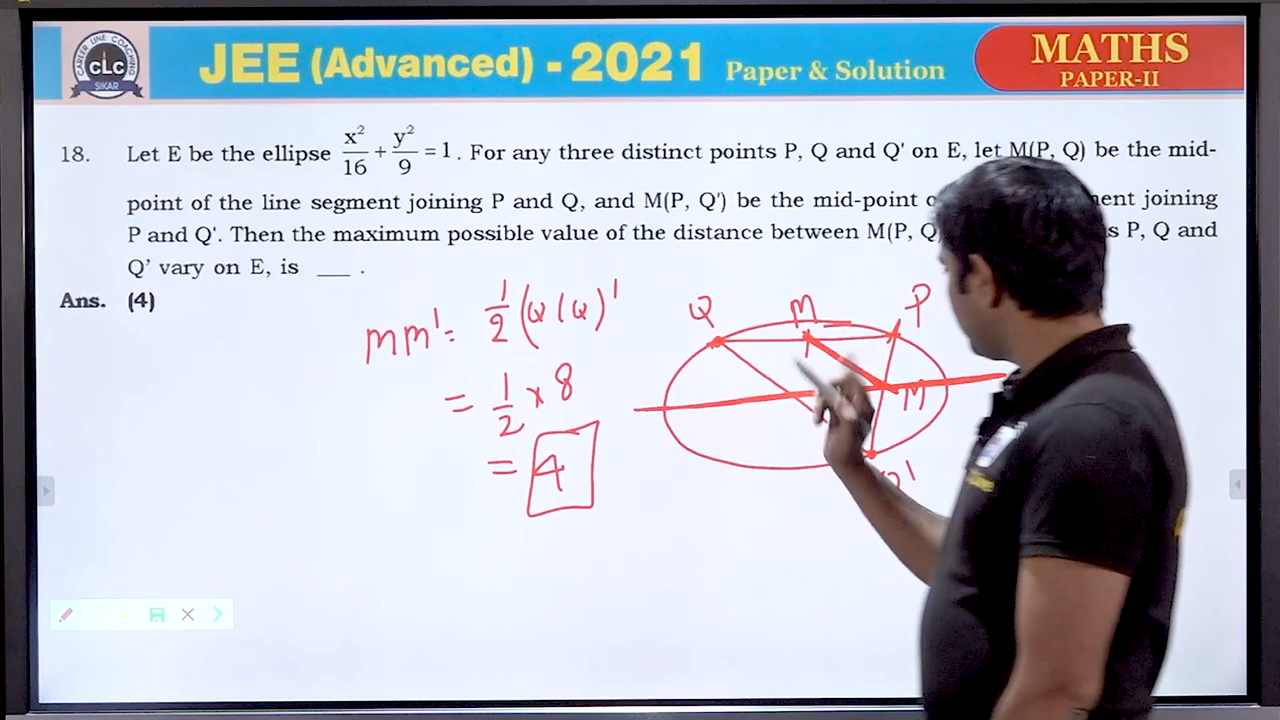 CAREER LINE COACHING
CLC
SIKAR
JEE (Advanced) - 2021 Paper & Solution
MATHS
PAPER-II
18. Let E be the ellipse x²/16 + y²/9 = 1. For any three distinct points P, Q and Q' on E, let M(P, Q) be the mid-
point of the line segment joining P and Q, and M(P, Q') be the mid-point joining
P and Q'. Then the maximum possible value of the distance between M(P, Q P, Q and
Q' vary on E, is ___ .
Ans. (4)
Q M P
MM' = 1/2 (Q Q)'
= 1/2 × 8
M
= 4